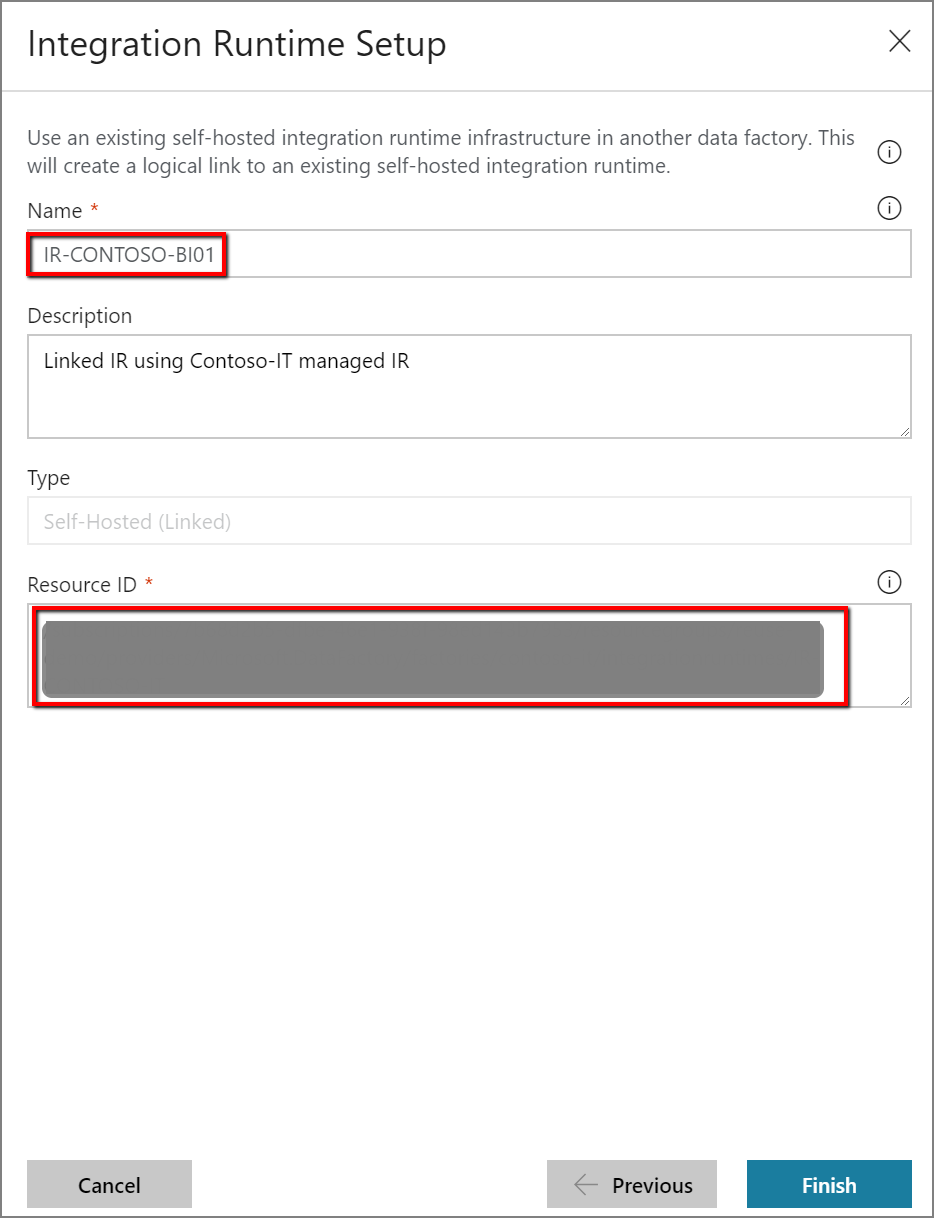 Integration Runtime Setup
Use an existing self-hosted integration runtime infrastructure in another data factory. This
will create a logical link to an existing self-hosted integration runtime.
Name *
IR-CONTOSO-BI01
Description
Linked IR using Contoso-IT managed IR
Type
Self-Hosted (Linked)
Resource ID *
Cancel
Previous
Finish